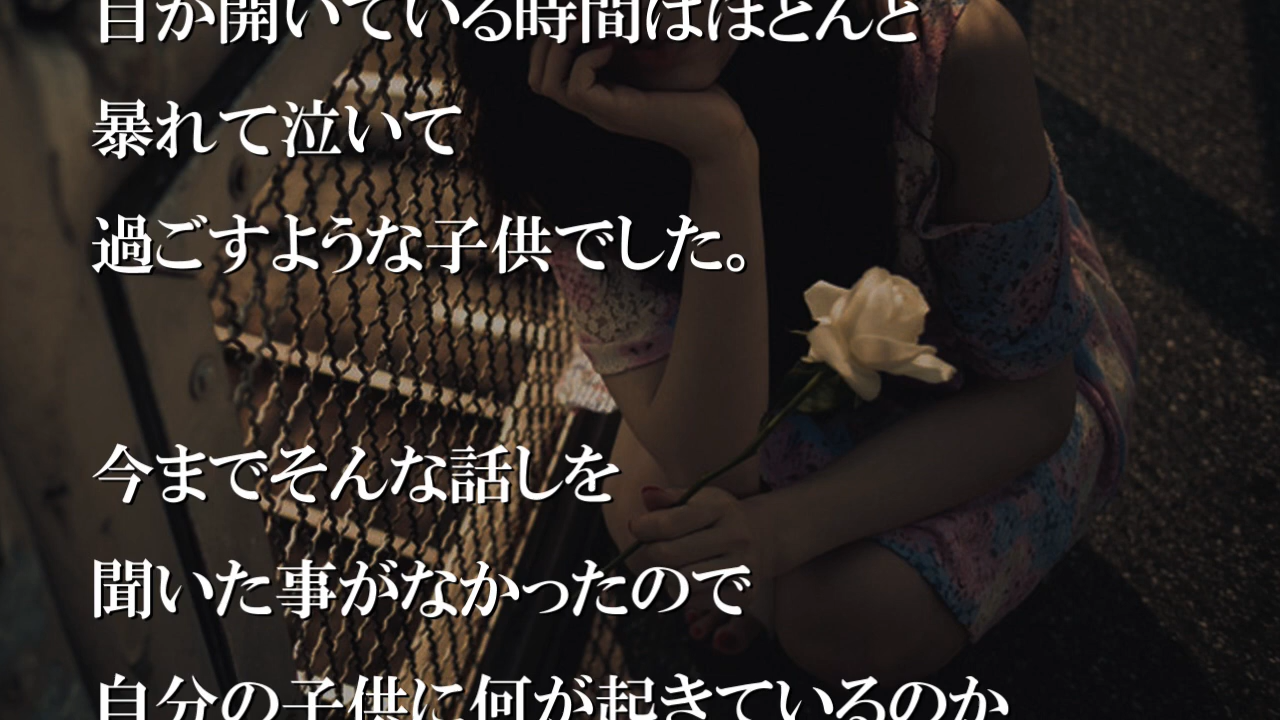 目が開いている時間はほとんど
暴れて泣いて
過ごすような子供でした。
今までそんな話しを
聞いた事がなかったので
自分の子供に何が起きているのか